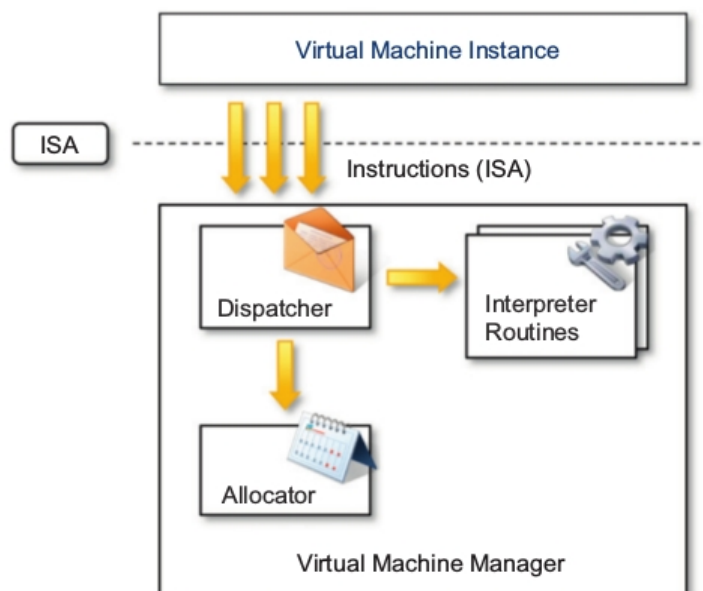 Virtual Machine Instance
ISA
Instructions (ISA)
Dispatcher
Interpreter
Routines
Allocator
Virtual Machine Manager